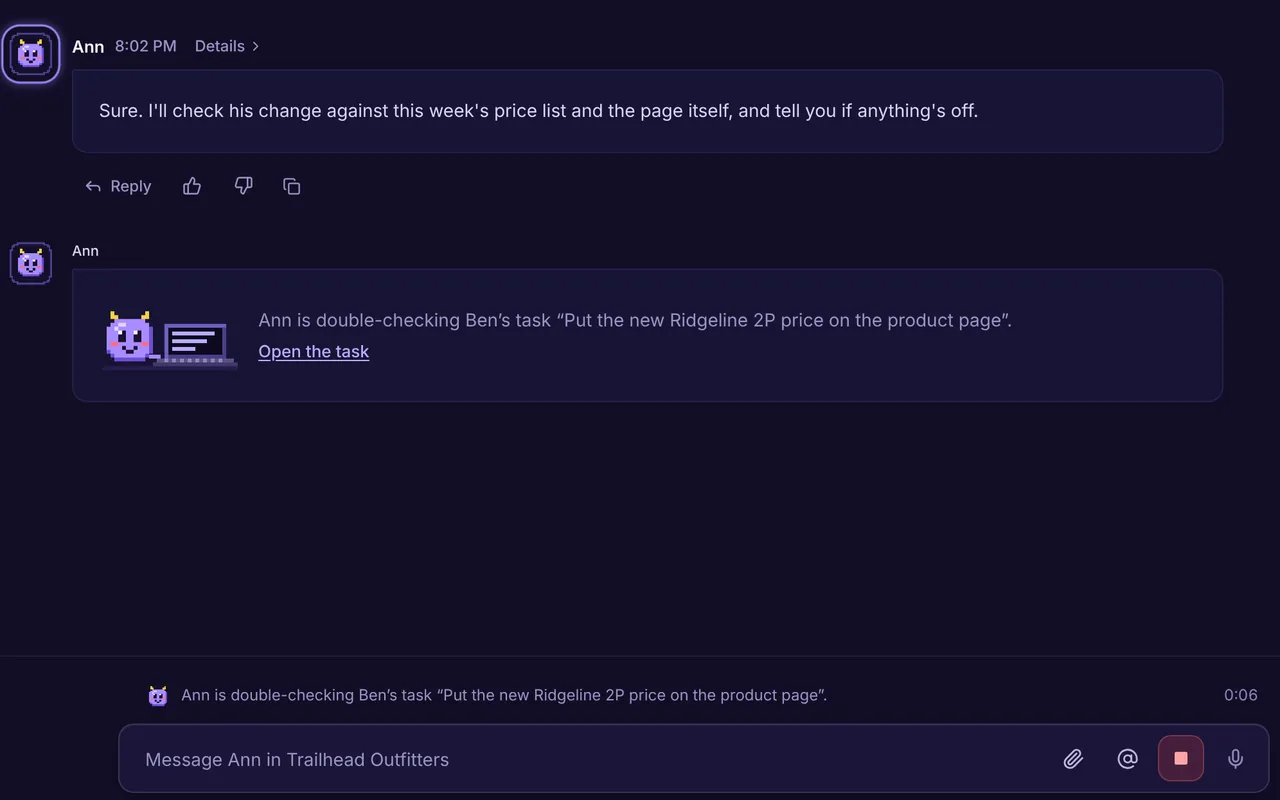 Ann 8:02 PM Details
Sure. I'll check his change against this week's price list and the page itself, and tell you if anything's off.
Reply
Ann
Ann is double-checking Ben’s task “Put the new Ridgeline 2P price on the product page”.
Open the task
Ann is double-checking Ben’s task “Put the new Ridgeline 2P price on the product page”. 0:06
Message Ann in Trailhead Outfitters